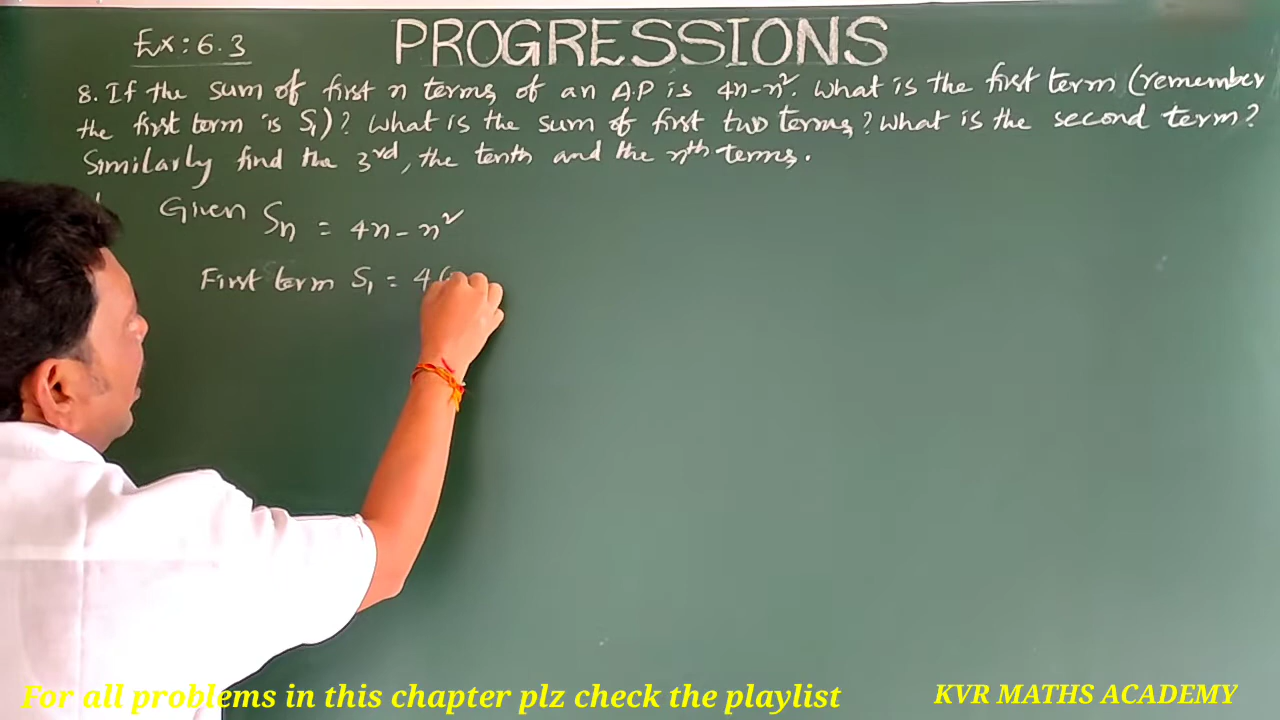 Ex: 6.3
PROGRESSIONS
8. If the sum of first n terms of an A.P is 4n-n². What is the first term (remember
the first term is S₁)? What is the sum of first two terms? What is the second term?
Similarly find the 3rd, the tenth and the nth terms.
Given Sₙ = 4n - n²
First term S₁ = 4(
For all problems in this chapter plz check the playlist
KVR MATHS ACADEMY